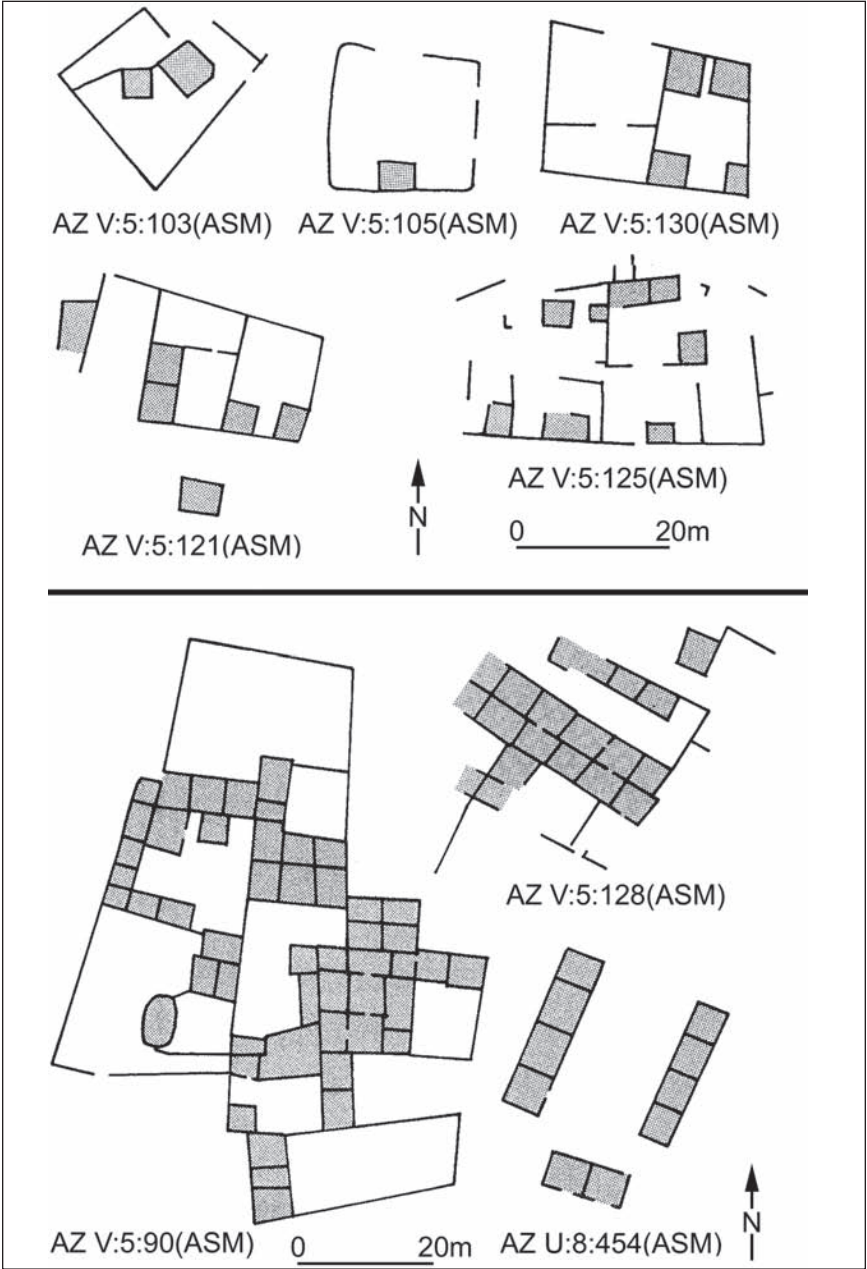 AZ V:5:103(ASM) AZ V:5:105(ASM) AZ V:5:130(ASM)
AZ V:5:125(ASM)
N
0 20m
AZ V:5:121(ASM)
AZ V:5:128(ASM)
N
AZ V:5:90(ASM) 0 20m AZ U:8:454(ASM)